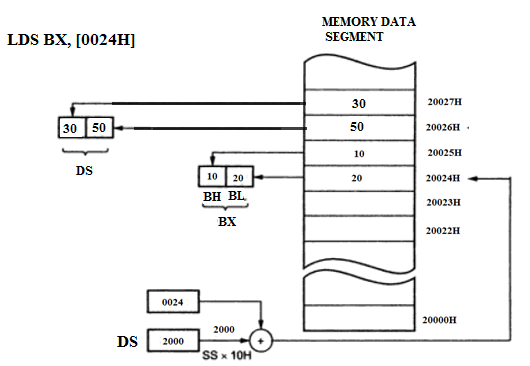 MEMORY DATA
SEGMENT
LDS BX, [0024H]
30 20027H
30 50 50 20026H
DS 10 20025H
10 20 20 20024H
BH BL 20023H
BX 20022H
0024
20000H
DS 2000 2000 +
SS × 10H